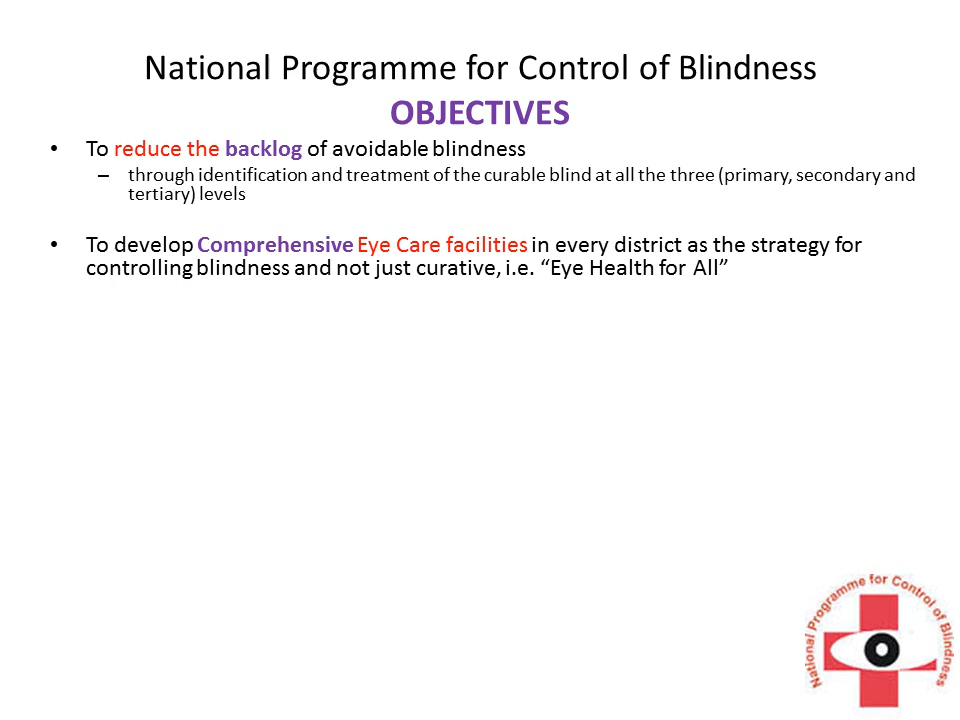 National Programme for Control of Blindness
OBJECTIVES
• To reduce the backlog of avoidable blindness
– through identification and treatment of the curable blind at all the three (primary, secondary and
tertiary) levels
• To develop Comprehensive Eye Care facilities in every district as the strategy for
controlling blindness and not just curative, i.e. “Eye Health for All”
National Programme for Control of Blindness